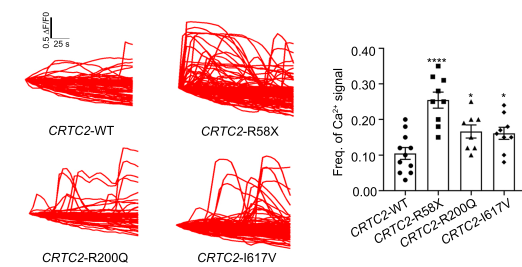 0.5 ΔF/F0
25 s
CRTC2-WT
CRTC2-R58X
CRTC2-R200Q
CRTC2-I617V
Freq. of Ca²⁺ signal
0.40
0.30
0.20
0.10
0.00
****
*
*
CRTC2-WT
CRTC2-R58X
CRTC2-R200Q
CRTC2-I617V